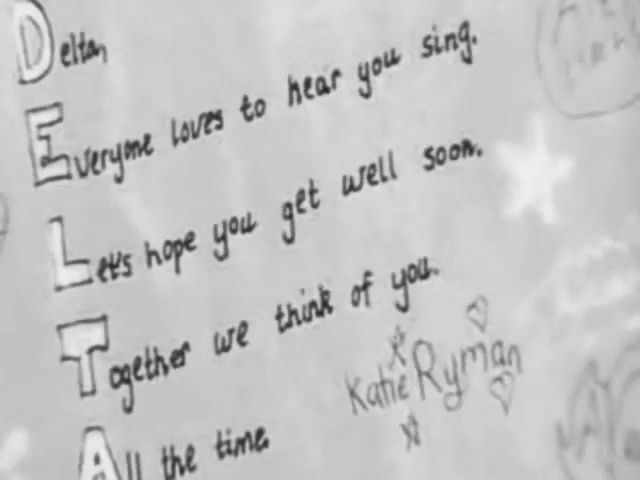 Delta,
Everyone loves to hear you sing.
Let's hope you get well soon.
Together we think of you.
All the time.
Katie Ryman